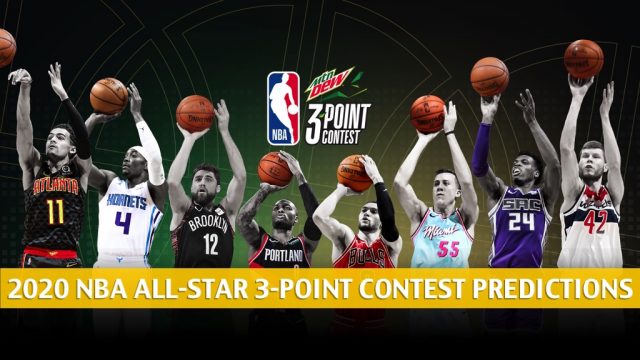 NBA
Mtn
DEW
3-POINT
CONTEST
ATLANTA
11
HORNETS
4
BROOKLYN
12
PORTLAND
BULLS
Miami
55
SAC
24
42
2020 NBA ALL-STAR 3-POINT CONTEST PREDICTIONS